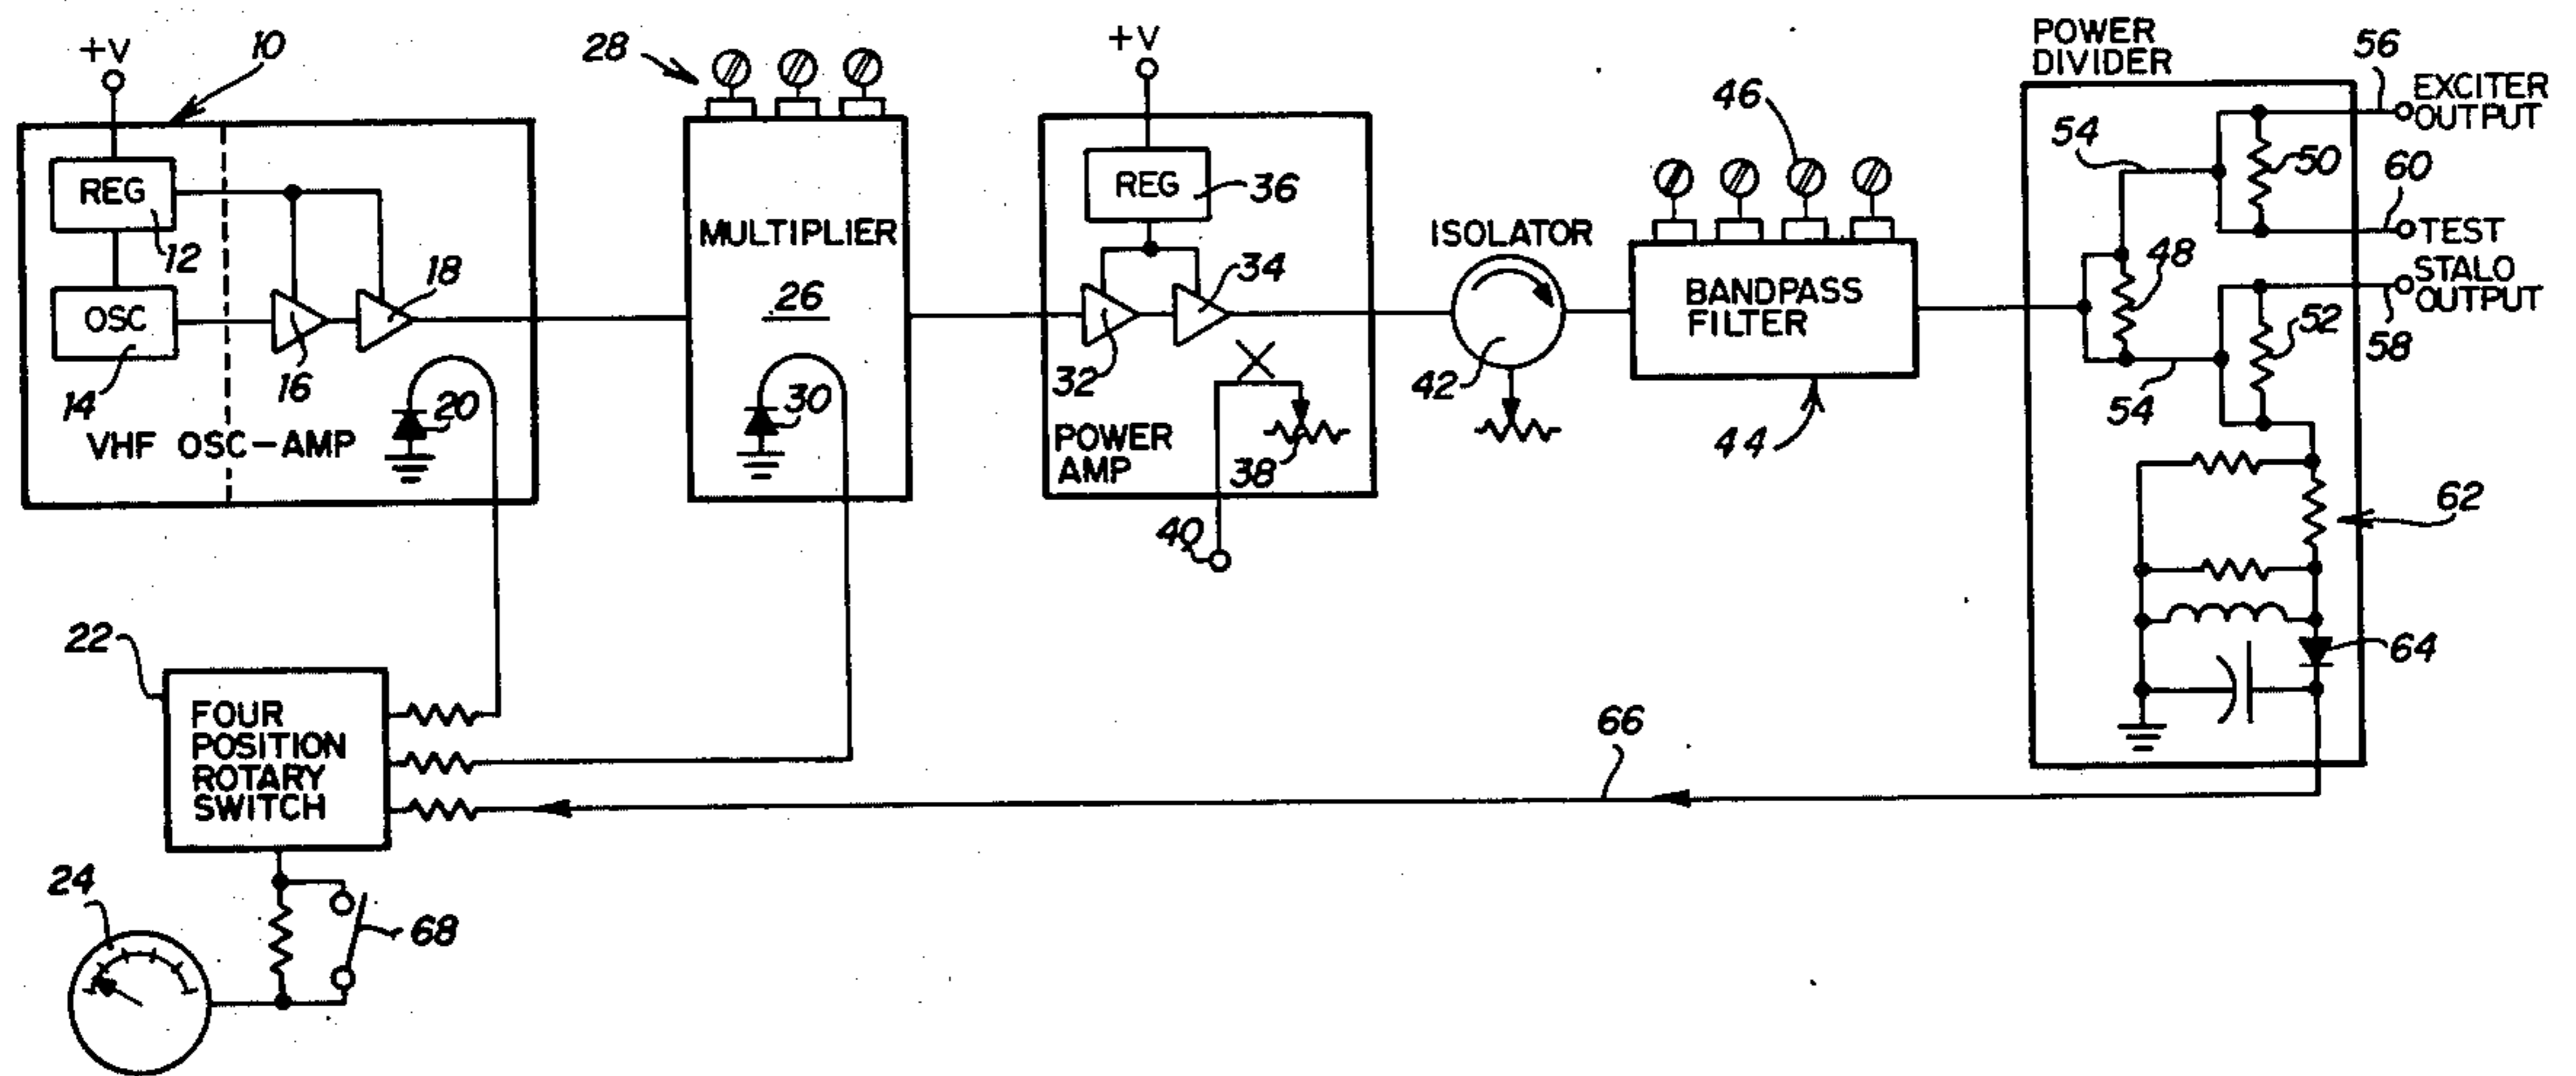 +V
10
REG
12
OSC
14
16
18
20
VHF OSC-AMP
28
MULTIPLIER
26
30
+V
REG
36
32
34
POWER
AMP
38
40
ISOLATOR
42
46
BANDPASS
FILTER
44
POWER
DIVIDER
56
EXCITER
OUTPUT
54
50
60
TEST
48
STALO
OUTPUT
52
58
54
62
64
66
22
FOUR
POSITION
ROTARY
SWITCH
24
68